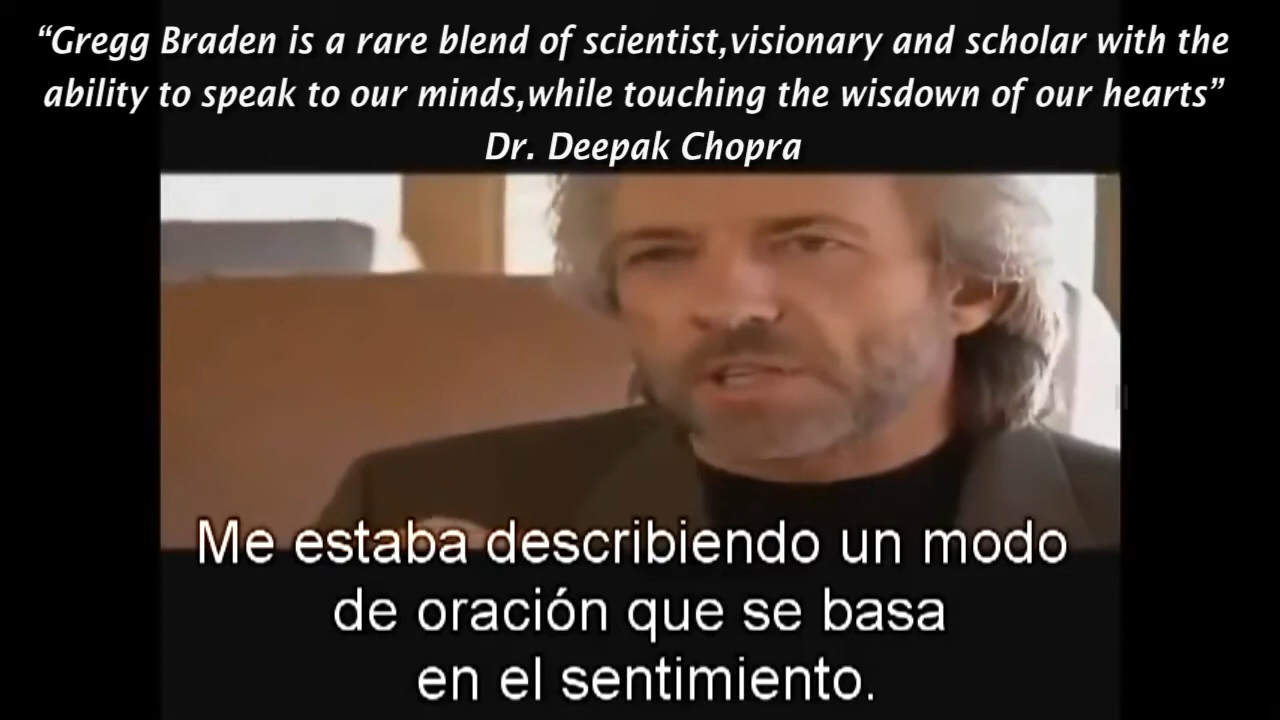 “Gregg Braden is a rare blend of scientist,visionary and scholar with the
ability to speak to our minds,while touching the wisdown of our hearts”
Dr. Deepak Chopra
Me estaba describiendo un modo
de oración que se basa
en el sentimiento.